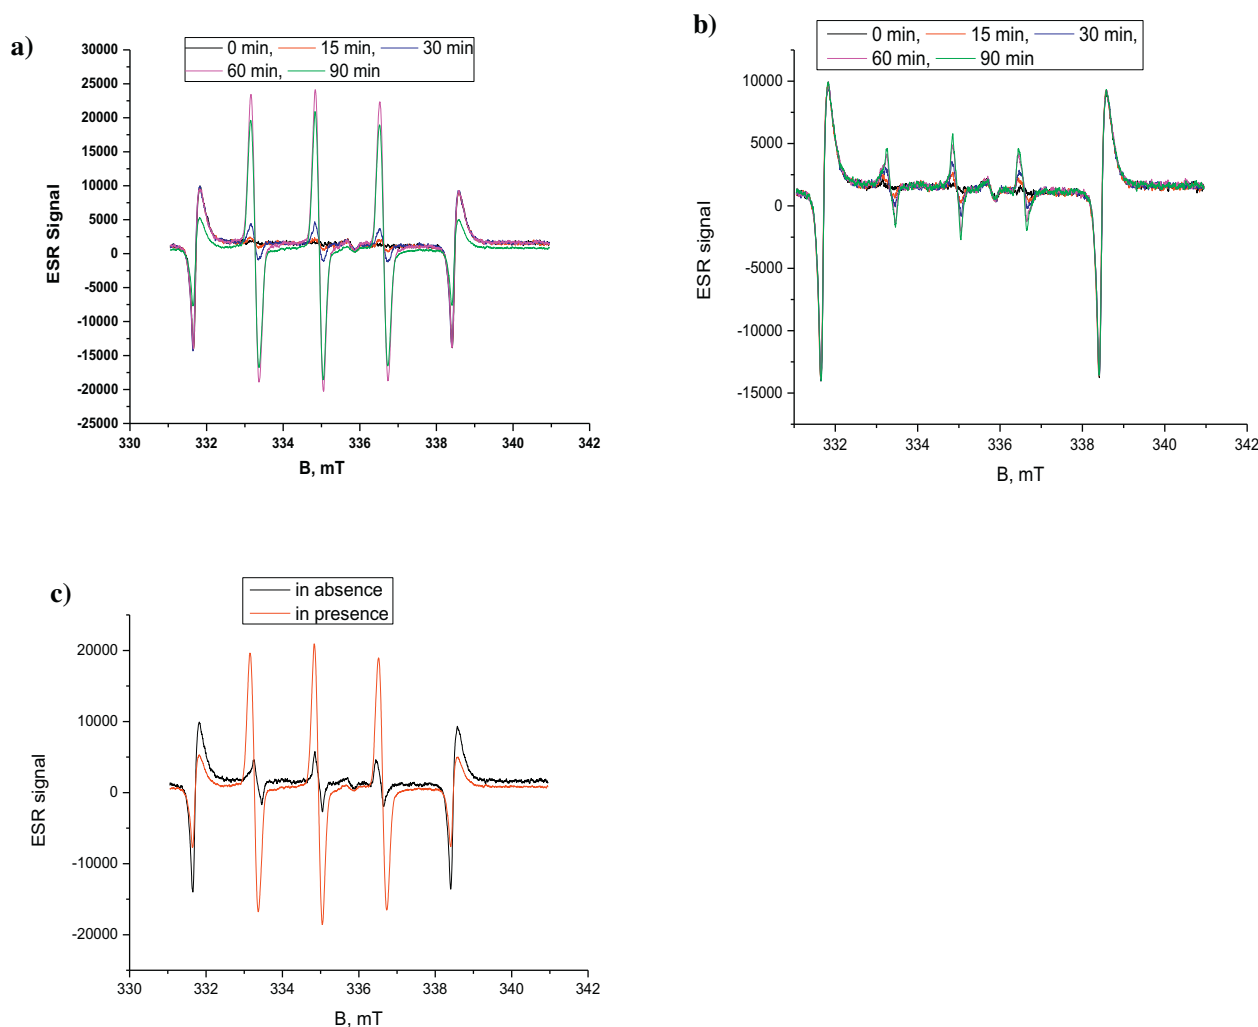 a)
0 min, 15 min, 30 min
60 min, 90 min
30000
25000
20000
15000
10000
5000
0
-5000
-10000
-15000
-20000
-25000
ESR Signal
330 332 334 336 338 340 342
B, mT
b)
0 min, 15 min, 30 min,
60 min, 90 min
10000
5000
0
-5000
-10000
-15000
ESR signal
332 334 336 338 340 342
B, mT
c)
in absence
in presence
20000
10000
0
-10000
-20000
ESR signal
330 332 334 336 338 340 342
B, mT